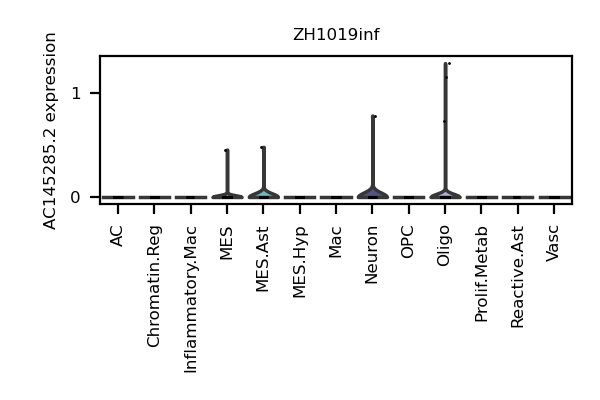 ZH1019inf
AC145285.2 expression
1
0
AC
Chromatin.Reg
Inflammatory.Mac
MES
MES.Ast
MES.Hyp
Mac
Neuron
OPC
Oligo
Prolif.Metab
Reactive.Ast
Vasc